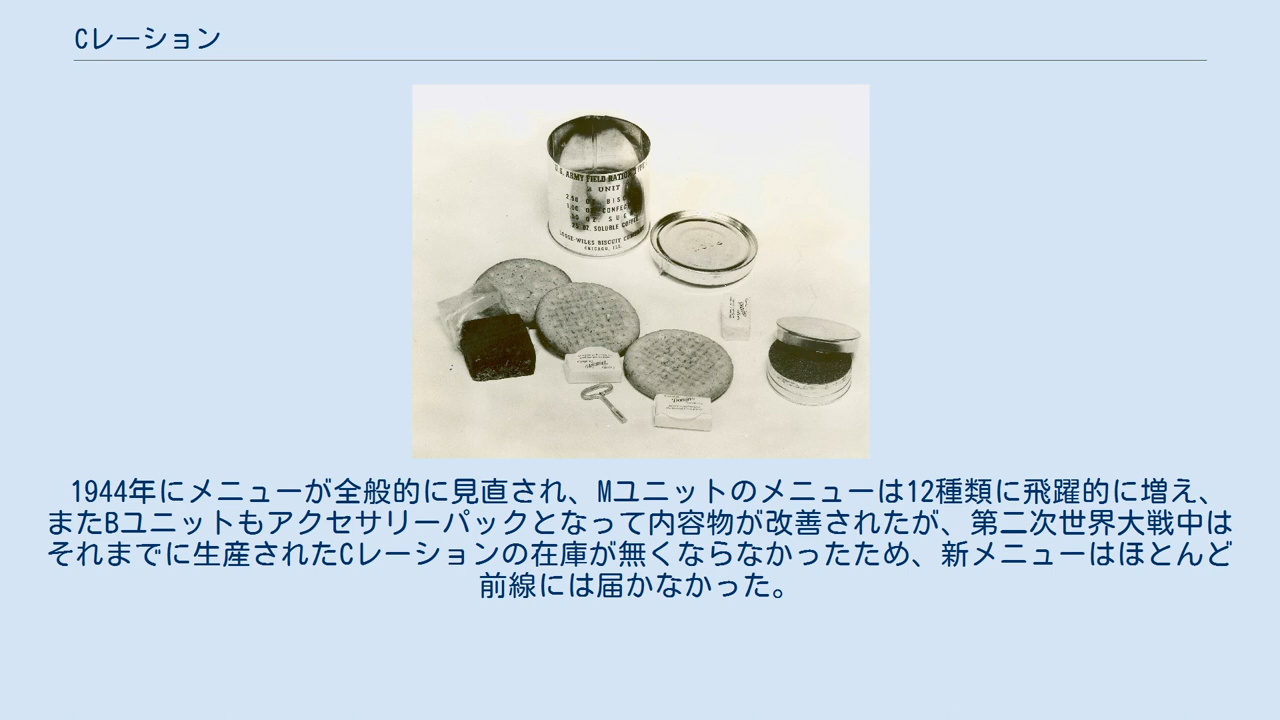 Cレーション
U.S. ARMY FIELD RATION
UNIT
OZ. SOLUBLE
BISCUIT
CHICAGO, ILL.
1944年にメニューが全般的に見直され、Mユニットのメニューは12種類に飛躍的に増え、
またBユニットもアクセサリーパックとなって内容物が改善されたが、第二次世界大戦中は
それまでに生産されたCレーションの在庫が無くならなかったため、新メニューはほとんど
前線には届かなかった。